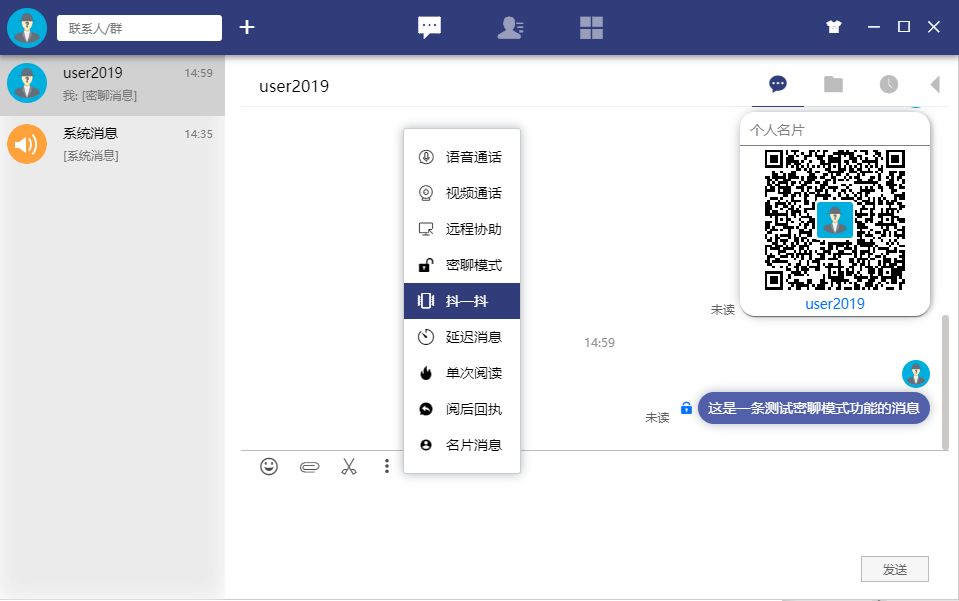 联系人/群
user2019
14:59
我: [密聊消息]
系统消息
14:35
[系统消息]
user2019
个人名片
user2019
未读
14:59
这是一条测试密聊模式功能的消息
未读
语音通话
视频通话
远程协助
密聊模式
抖一抖
延迟消息
单次阅读
阅后回执
名片消息
发送